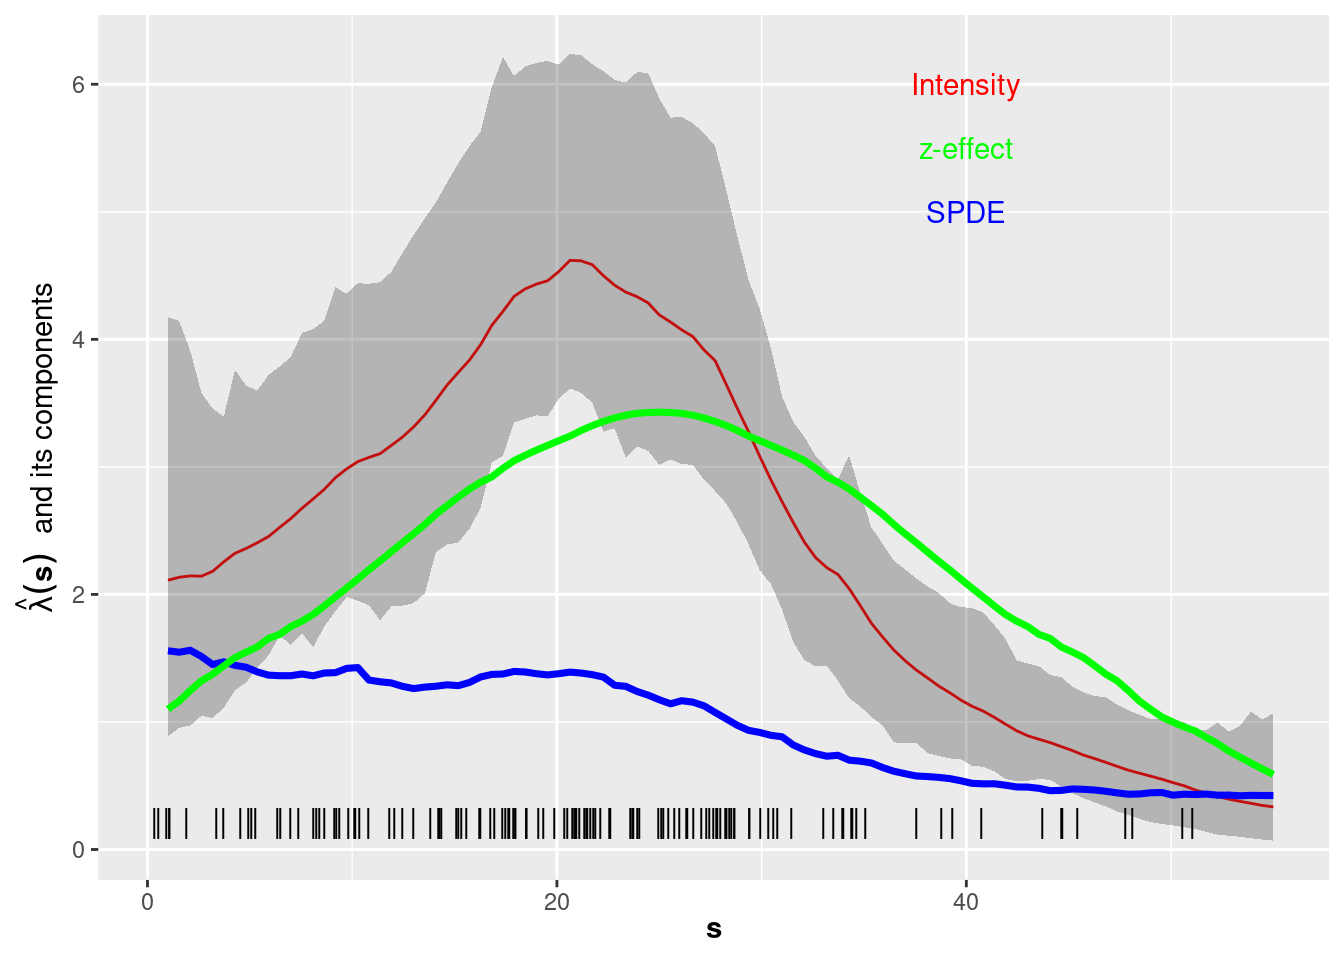 Intensity
z-effect
SPDE
6
4
2
0
0 20 40
s
λ̂(s) and its components